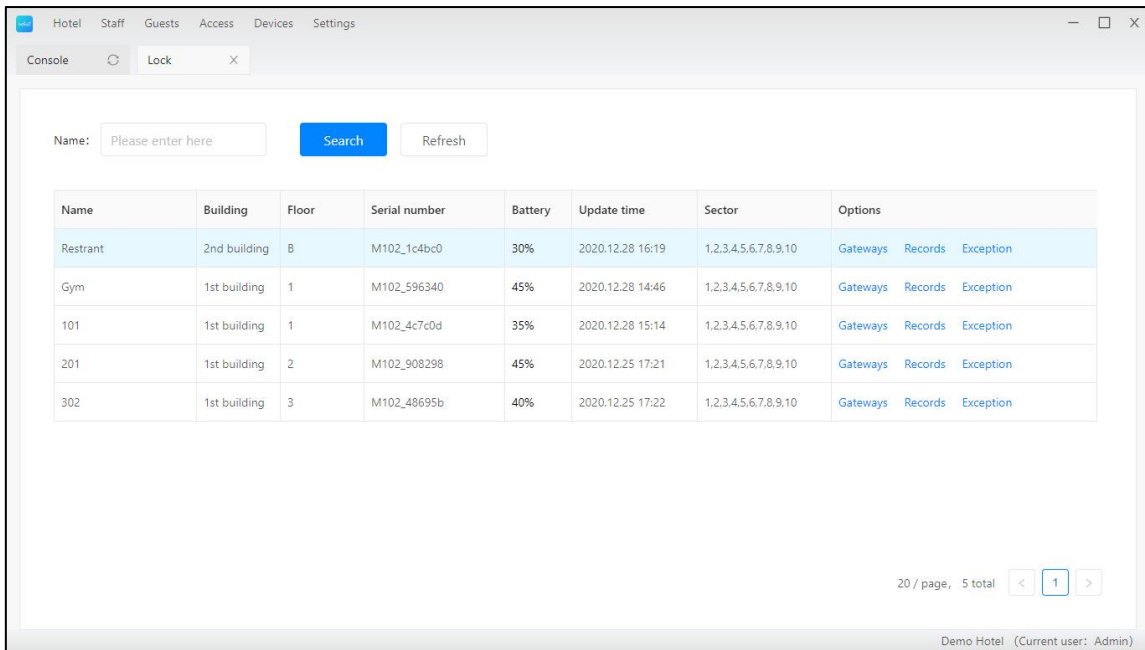 Hotel Staff Guests Access Devices Settings
Console Lock
Name: Please enter here Search Refresh
Name Building Floor Serial number Battery Update time Sector Options
Restrant 2nd building B M102_1c4bc0 30% 2020.12.28 16:19 1,2,3,4,5,6,7,8,9,10 Gateways Records Exception
Gym 1st building 1 M102_596340 45% 2020.12.28 14:46 1,2,3,4,5,6,7,8,9,10 Gateways Records Exception
101 1st building 1 M102_4c7c0d 35% 2020.12.28 15:14 1,2,3,4,5,6,7,8,9,10 Gateways Records Exception
201 1st building 2 M102_908298 45% 2020.12.25 17:21 1,2,3,4,5,6,7,8,9,10 Gateways Records Exception
302 1st building 3 M102_48695b 40% 2020.12.25 17:22 1,2,3,4,5,6,7,8,9,10 Gateways Records Exception
20 / page, 5 total < 1 >
Demo Hotel (Current user: Admin)